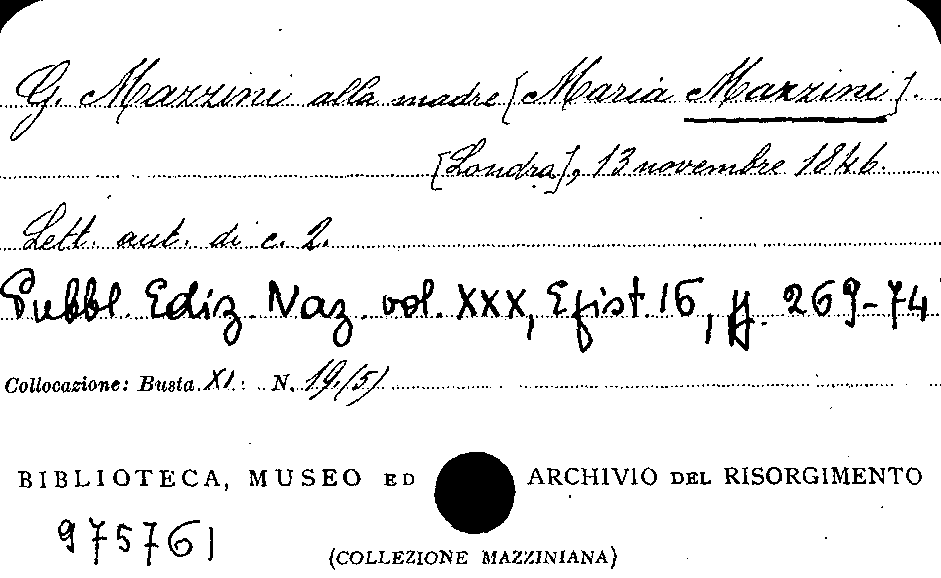 G. Mazzini alla madre [Maria Mazzini].
[Londra], 13 novembre 1846.
Lett. aut. di c. 2.
Pubbl. Ediz. Naz. vol. XXX, Epist. 16, pp. 269-74
Collocazione: Busta XI. N. 19.(5)
BIBLIOTECA, MUSEO ED ARCHIVIO DEL RISORGIMENTO
975761
(COLLEZIONE MAZZINIANA)